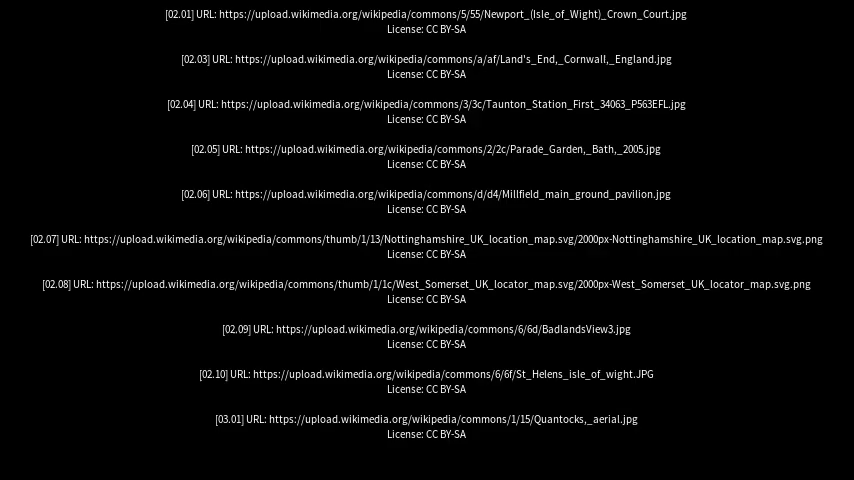 [02.01] URL: https://upload.wikimedia.org/wikipedia/commons/5/55/Newport_(Isle_of_Wight)_Crown_Court.jpg
License: CC BY-SA
[02.03] URL: https://upload.wikimedia.org/wikipedia/commons/a/af/Land's_End,_Cornwall,_England.jpg
License: CC BY-SA
[02.04] URL: https://upload.wikimedia.org/wikipedia/commons/3/3c/Taunton_Station_First_34063_P563EFL.jpg
License: CC BY-SA
[02.05] URL: https://upload.wikimedia.org/wikipedia/commons/2/2c/Parade_Garden,_Bath,_2005.jpg
License: CC BY-SA
[02.06] URL: https://upload.wikimedia.org/wikipedia/commons/d/d4/Millfield_main_ground_pavilion.jpg
License: CC BY-SA
[02.07] URL: https://upload.wikimedia.org/wikipedia/commons/thumb/1/13/Nottinghamshire_UK_location_map.svg/2000px-Nottinghamshire_UK_location_map.svg.png
License: CC BY-SA
[02.08] URL: https://upload.wikimedia.org/wikipedia/commons/thumb/1/1c/West_Somerset_UK_locator_map.svg/2000px-West_Somerset_UK_locator_map.svg.png
License: CC BY-SA
[02.09] URL: https://upload.wikimedia.org/wikipedia/commons/6/6d/BadlandsView3.jpg
License: CC BY-SA
[02.10] URL: https://upload.wikimedia.org/wikipedia/commons/6/6f/St_Helens_isle_of_wight.JPG
License: CC BY-SA
[03.01] URL: https://upload.wikimedia.org/wikipedia/commons/1/15/Quantocks,_aerial.jpg
License: CC BY-SA